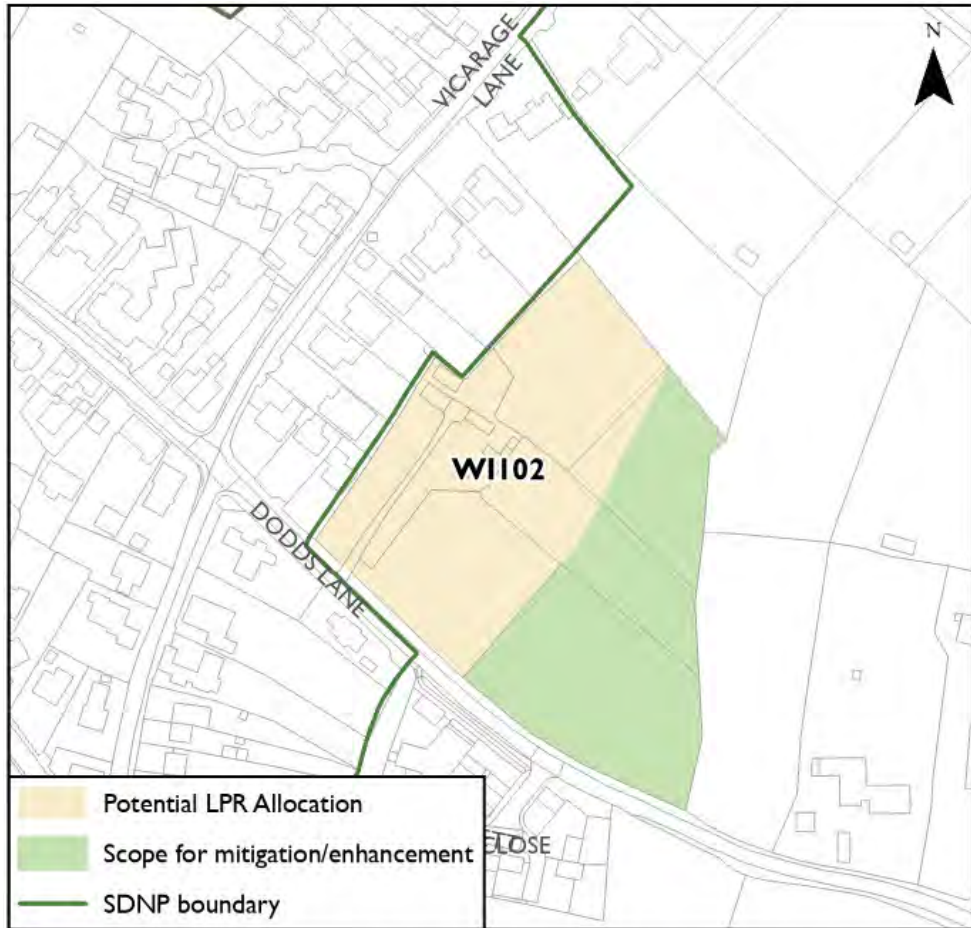 VICARAGE
LANE
N
WI102
DODDS LANE
Potential LPR Allocation
Scope for mitigation/enhancement
SDNP boundary
CLOSE